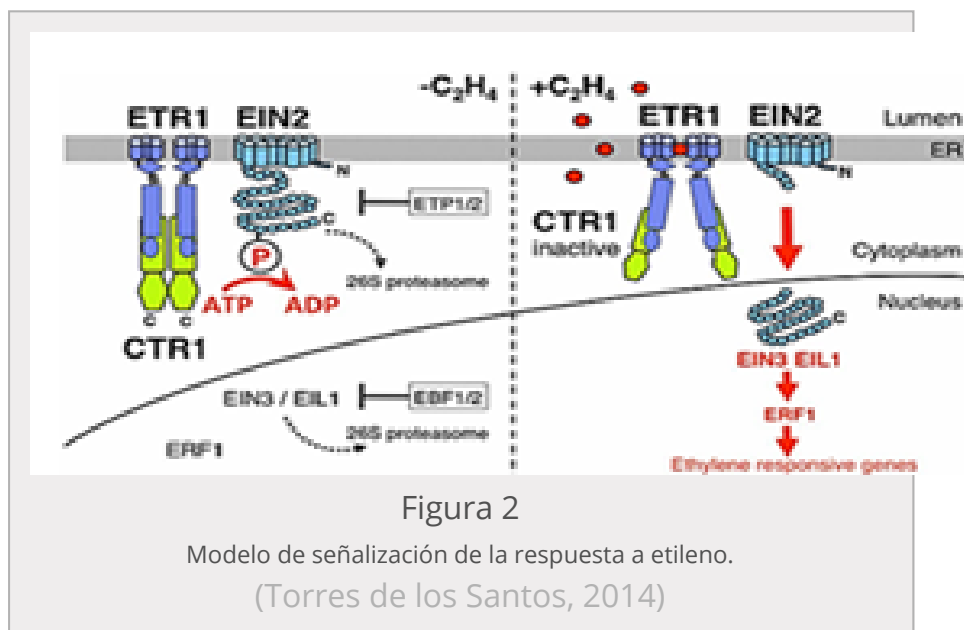 -C₂H₄
+C₂H₄
ETR1 EIN2
ETR1 EIN2
Lumen
ER
N
N
ETP1/2
C
CTR1
inactive
P
26S proteasome
Cytoplasm
ATP ADP
C C
Nucleus
CTR1
C
EIN3 EIL1
EIN3 / EIL1
EBF1/2
26S proteasome
ERF1
ERF1
Ethylene responsive genes
Figura 2
Modelo de señalización de la respuesta a etileno.
(Torres de los Santos, 2014)